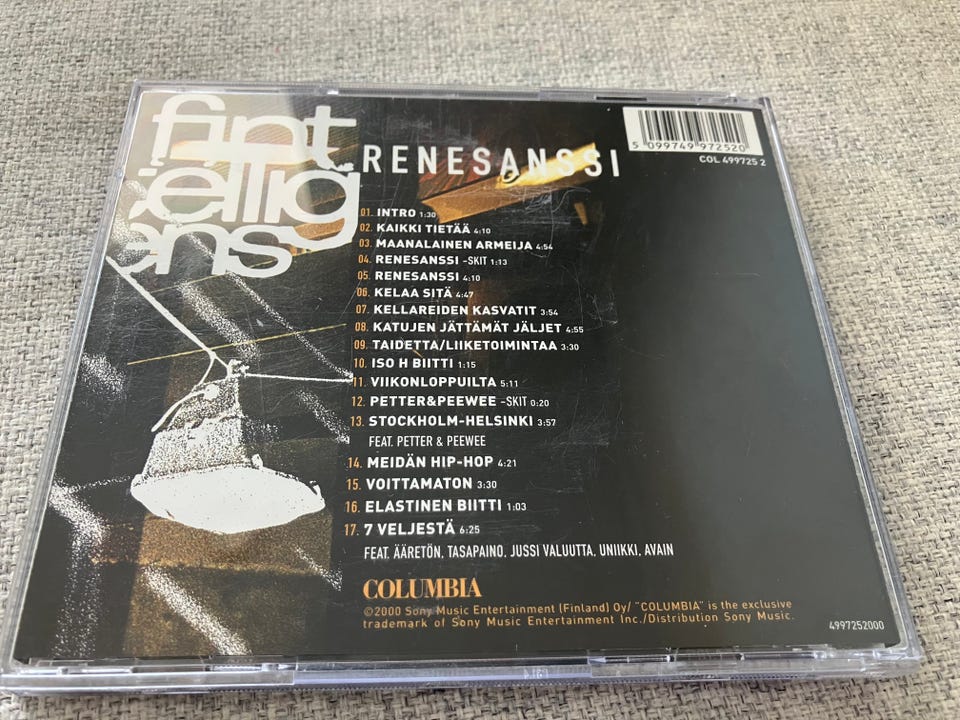 fint
ellig
ens
RENESANSSI
5 099749 972520
COL 499725 2
01. INTRO 1:30
02. KAIKKI TIETÄÄ 4:10
03. MAANALAINEN ARMEIJA 4:54
04. RENESANSSI -SKIT 1:13
05. RENESANSSI 4:10
06. KELAA SITÄ 4:47
07. KELLAREIDEN KASVATIT 3:54
08. KATUJEN JÄTTÄMÄT JÄLJET 4:55
09. TAIDETTA/LIIKETOIMINTAA 3:30
10. ISO H BIITTI 1:15
11. VIIKONLOPPUILTA 5:11
12. PETTER&PEEWEE -SKIT 0:20
13. STOCKHOLM-HELSINKI 3:57
FEAT. PETTER & PEEWEE
14. MEIDÄN HIP-HOP 4:21
15. VOITTAMATON 3:30
16. ELASTINEN BIITTI 1:03
17. 7 VELJESTÄ 6:25
FEAT. ÄÄRETÖN, TASAPAINO, JUSSI VALUUTTA, UNIIKKI, AVAIN
COLUMBIA
©2000 Sony Music Entertainment (Finland) Oy/ "COLUMBIA" is the exclusive
trademark of Sony Music Entertainment Inc./Distribution Sony Music.
4997252000